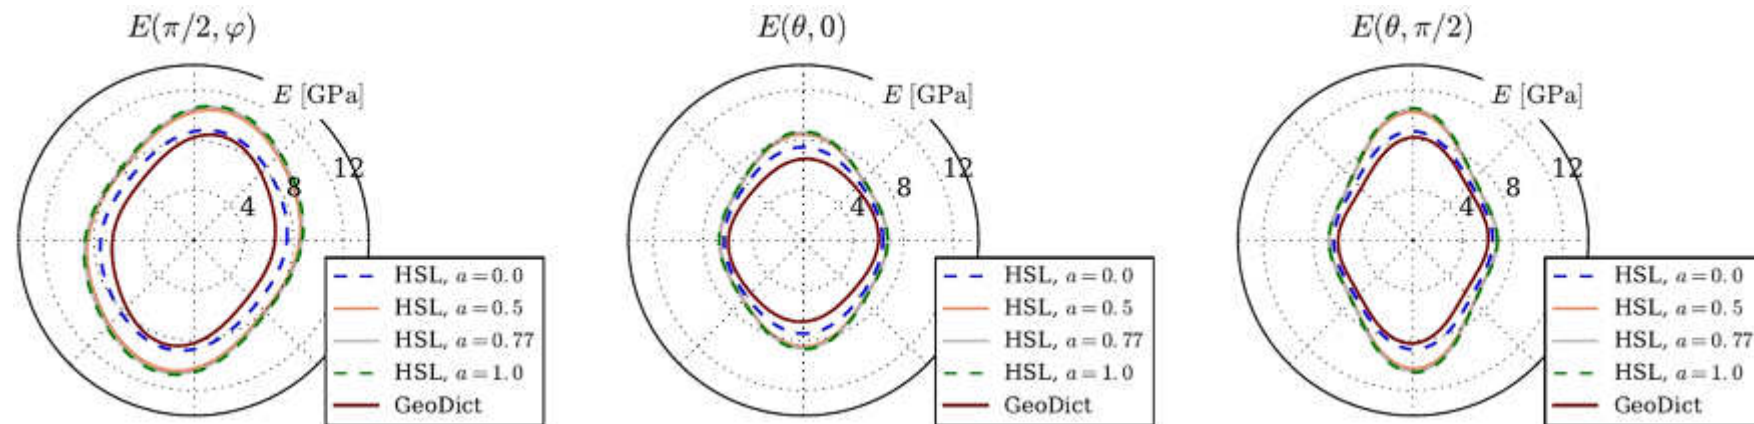 E(π/2, φ)
E [GPa]
12
8
4
HSL, a=0.0
HSL, a=0.5
HSL, a=0.77
HSL, a=1.0
GeoDict
E(θ, 0)
E [GPa]
12
8
4
HSL, a=0.0
HSL, a=0.5
HSL, a=0.77
HSL, a=1.0
GeoDict
E(θ, π/2)
E [GPa]
12
8
4
HSL, a=0.0
HSL, a=0.5
HSL, a=0.77
HSL, a=1.0
GeoDict